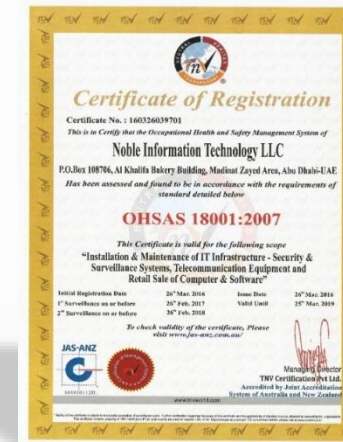 Certificate of Registration
Certificate No. : 160326039701
This is to Certify that the Occupational Health and Safety Management System of
Noble Information Technology LLC
P.O.Box 108706, Al Khalifa Bakery Building, Madinat Zayed Area, Abu Dhabi-UAE
Has been assessed and found to be in accordance with the requirements of
standard detailed below
OHSAS 18001:2007
This Certificate is valid for the following scope
"Installation & Maintenance of IT Infrastructure - Security &
Surveillance Systems, Telecommunication Equipment and
Retail Sale of Computer & Software"
Initial Registration Date 26th Mar. 2016 Issue Date 26th Mar. 2016
1st Surveillance on or before 26th Feb. 2017 Valid Until 25th Mar. 2019
2nd Surveillance on or before 26th Feb. 2018
To check validity of the certificate, Please
visit www.jas-anz.com.au/
JAS-ANZ
Managing Director
TNV Certification Pvt Ltd.
Accredited by Joint Accreditation
System of Australia and New Zealand